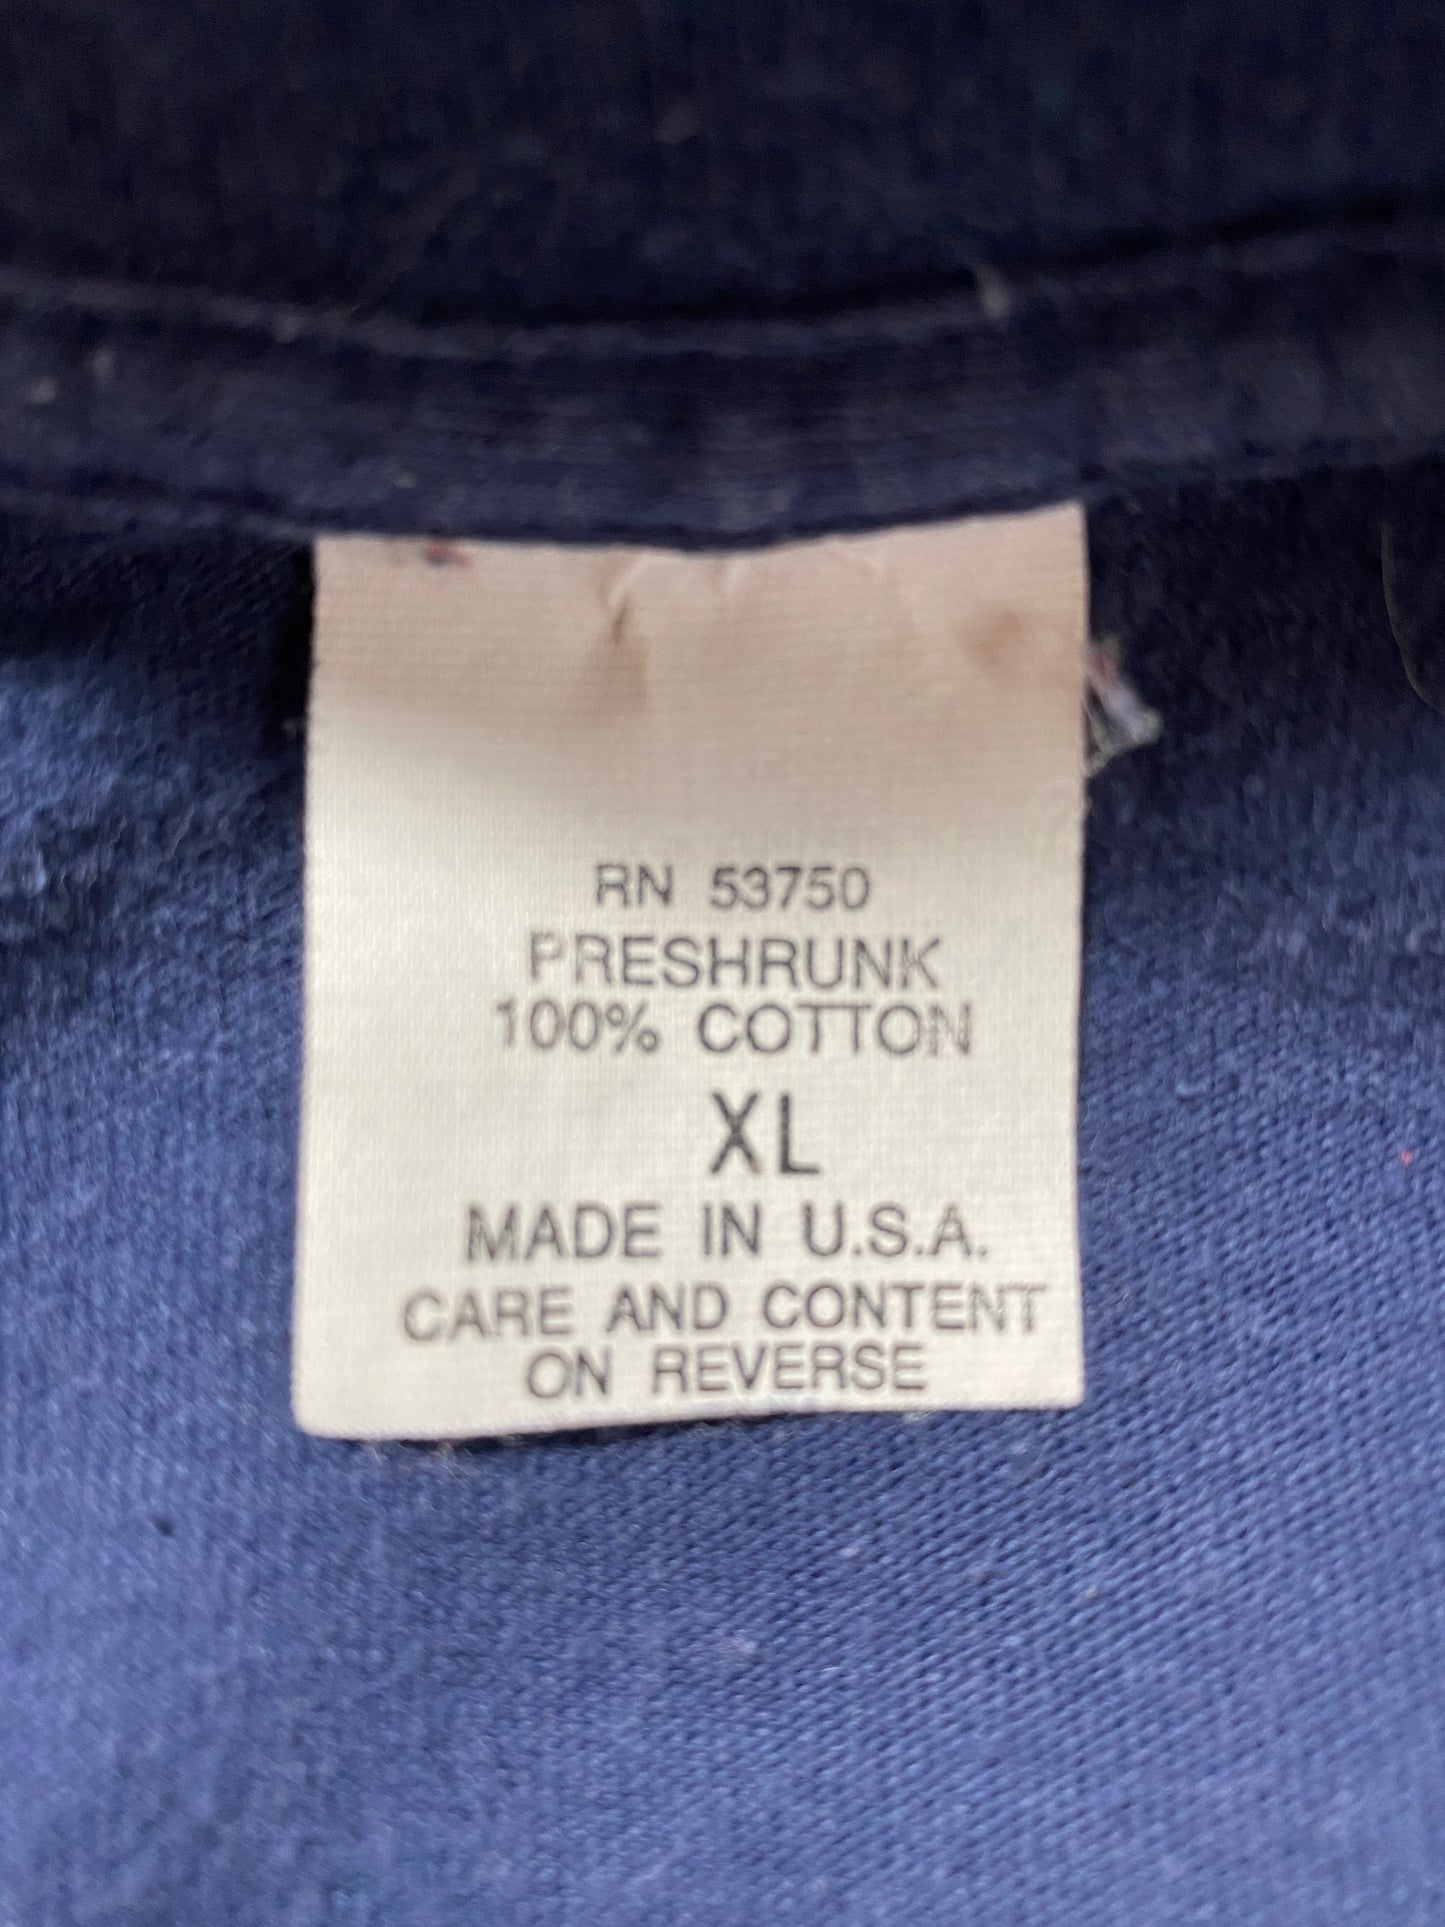 RN 53750
PRESHRUNK
100% COTTON
XL
MADE IN U.S.A.
CARE AND CONTENT
ON REVERSE